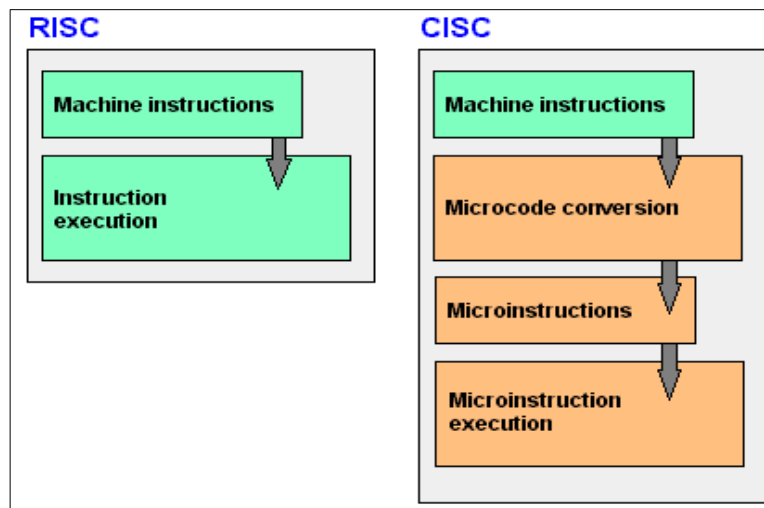 RISC
Machine instructions
Instruction
execution
CISC
Machine instructions
Microcode conversion
Microinstructions
Microinstruction
execution